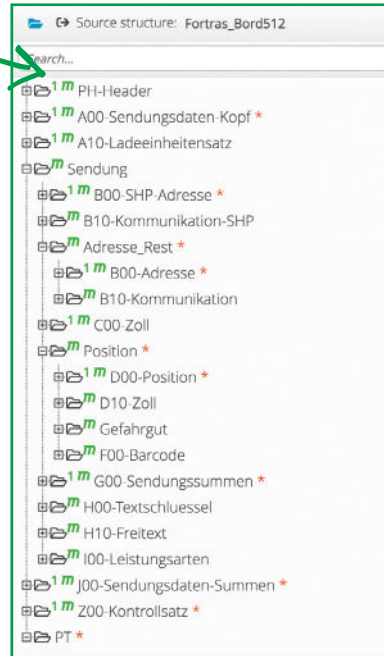 Source structure: Fortras_Bord512
Search...
1 m PH-Header
1 m A00-Sendungsdaten-Kopf *
1 m A10-Ladeeinheitensatz
m Sendung
1 m B00-SHP-Adresse *
m B10-Kommunikation-SHP
m Adresse_Rest *
1 m B00-Adresse *
m B10-Kommunikation
1 m C00-Zoll
m Position *
1 m D00-Position *
m D10-Zoll
m Gefahrgut
m F00-Barcode
1 m G00-Sendungssummen *
m H00-Textschluessel
m H10-Freitext
m I00-Leistungsarten
1 m J00-Sendungsdaten-Summen *
1 m Z00-Kontrollsatz *
PT *